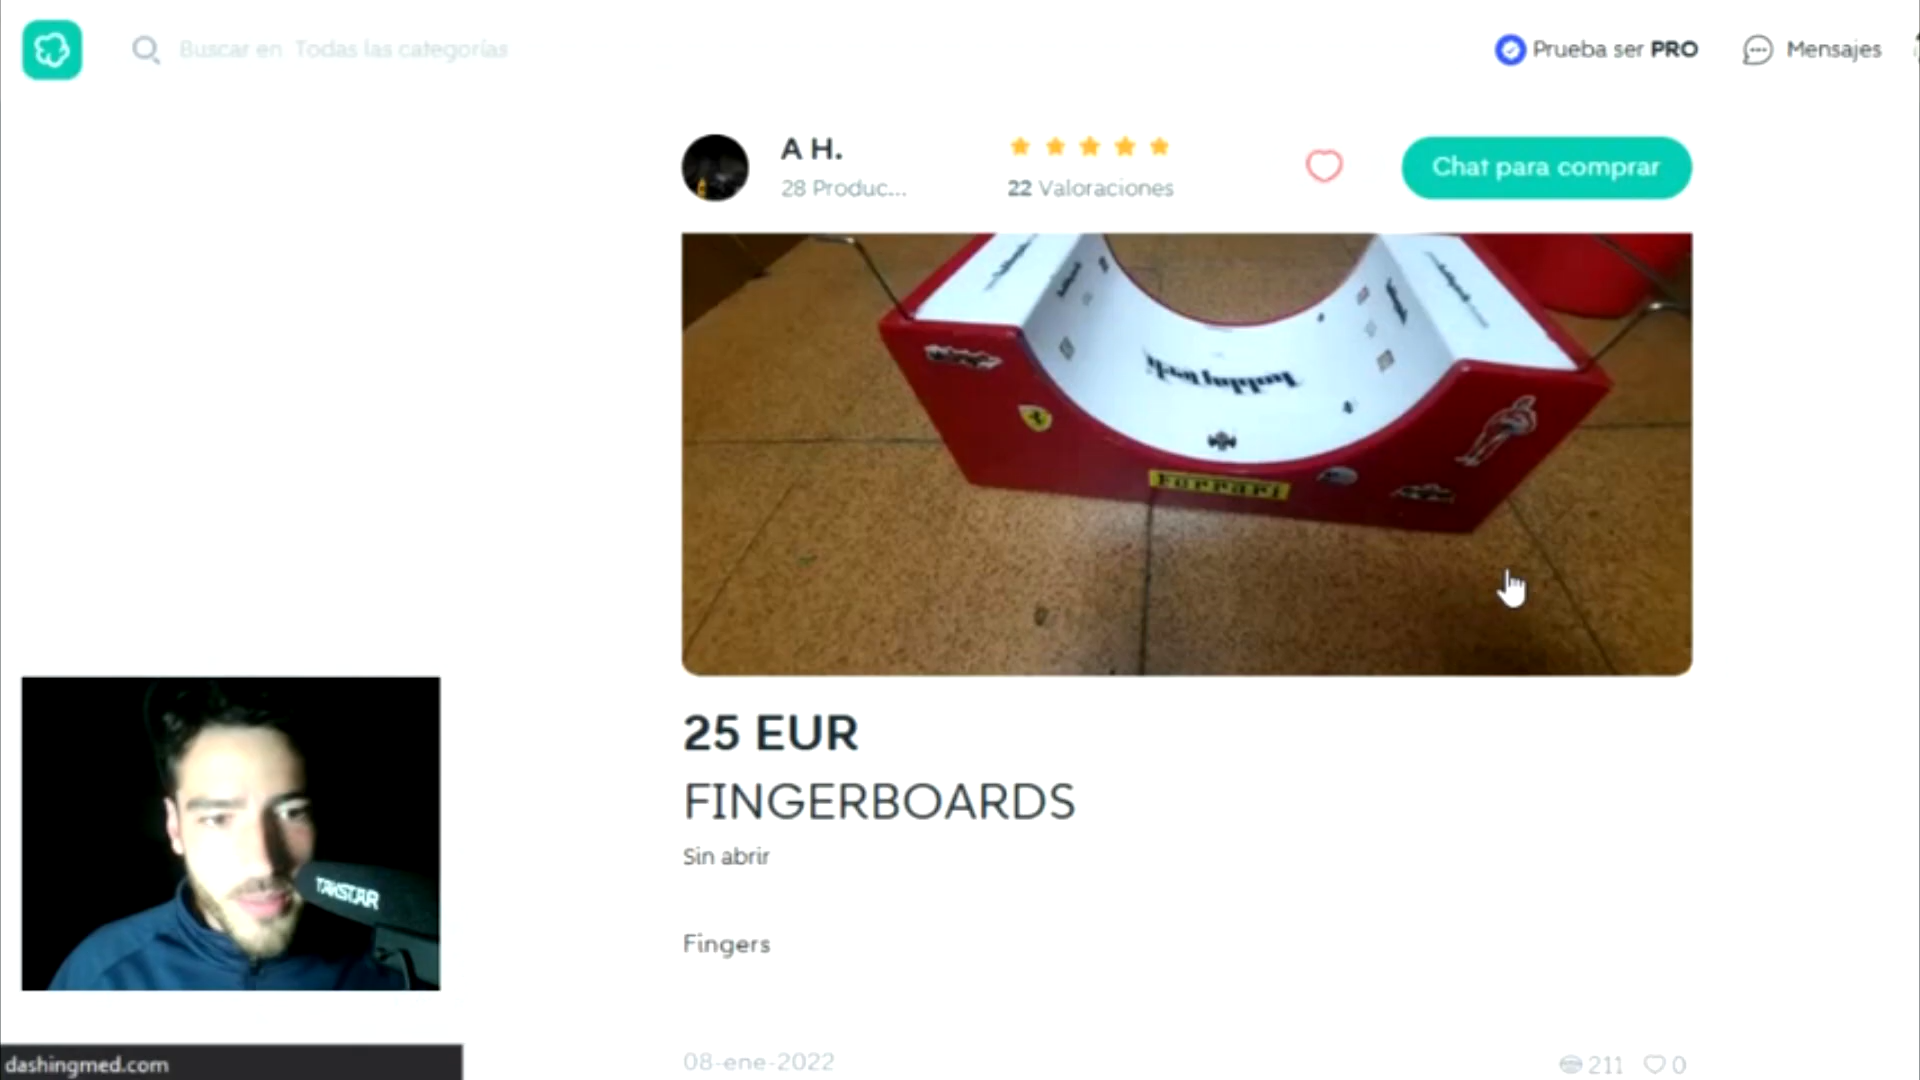 Buscar en Todas las categorías
Prueba ser PRO
Mensajes
A H.
28 Produc...
22 Valoraciones
Chat para comprar
Ferrari
25 EUR
FINGERBOARDS
Sin abrir
Fingers
TAKSTAR
08-ene-2022
211
0
dashingmed.com